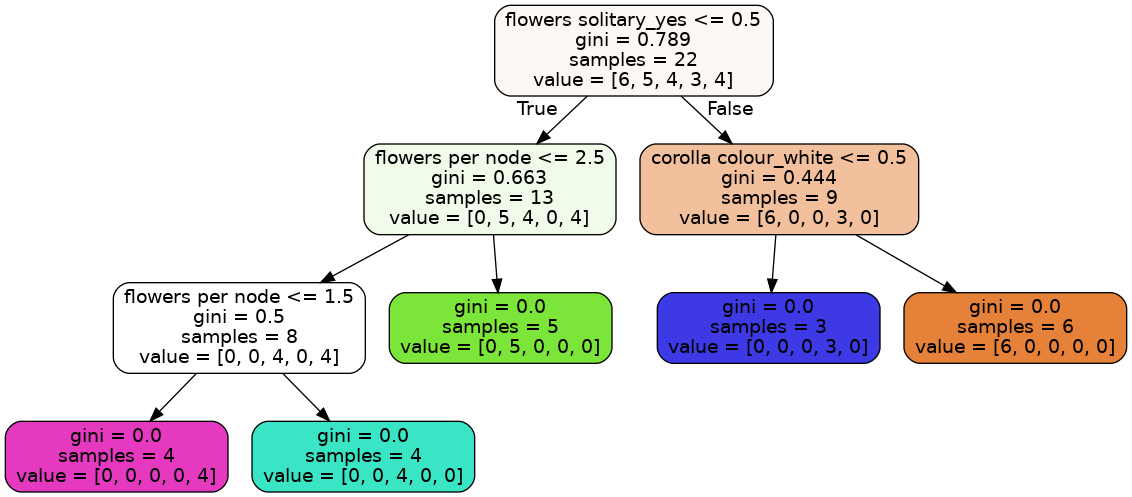 flowers solitary_yes <= 0.5
gini = 0.789
samples = 22
value = [6, 5, 4, 3, 4]
True
False
flowers per node <= 2.5
gini = 0.663
samples = 13
value = [0, 5, 4, 0, 4]
corolla colour_white <= 0.5
gini = 0.444
samples = 9
value = [6, 0, 0, 3, 0]
flowers per node <= 1.5
gini = 0.5
samples = 8
value = [0, 0, 4, 0, 4]
gini = 0.0
samples = 5
value = [0, 5, 0, 0, 0]
gini = 0.0
samples = 3
value = [0, 0, 0, 3, 0]
gini = 0.0
samples = 6
value = [6, 0, 0, 0, 0]
gini = 0.0
samples = 4
value = [0, 0, 0, 0, 4]
gini = 0.0
samples = 4
value = [0, 0, 4, 0, 0]